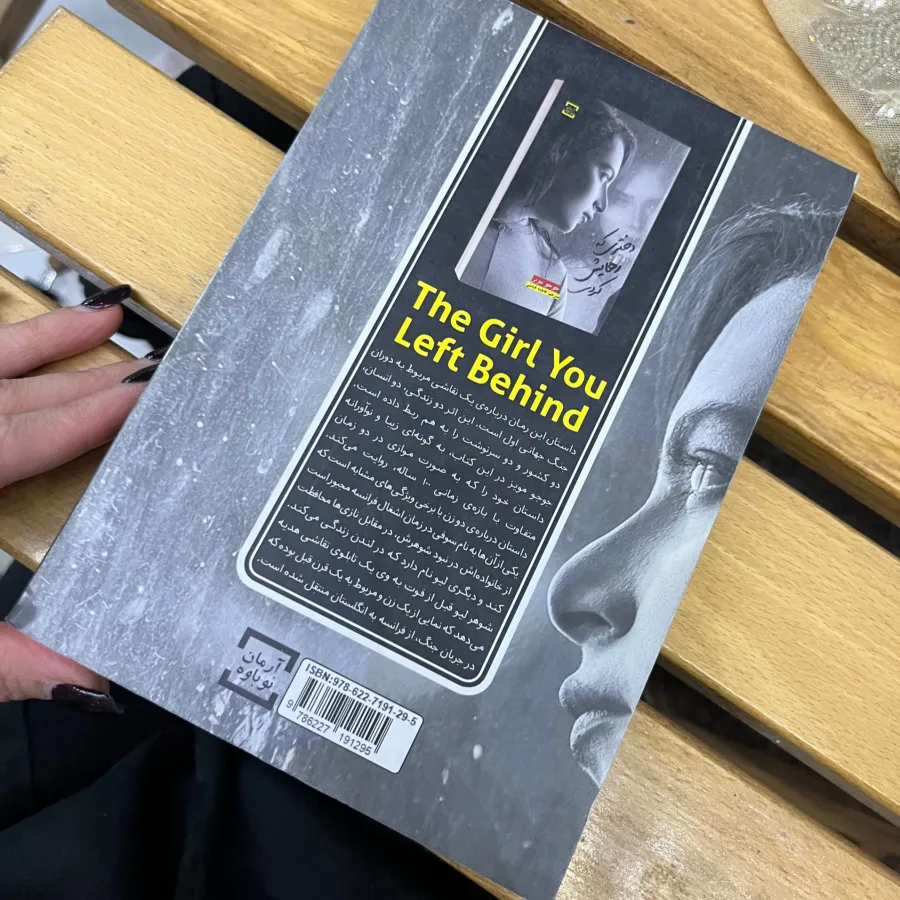 دختری که
رهایش
کردی
جوجو مویز
The Girl You
Left Behind
داستان این رمان درباره‌ی یک نقاشی مربوط به دوران
جنگ جهانی اول است. این اثر دو زندگی، دو انسان،
دو کشور و دو سرنوشت را به هم ربط داده است.
جوجو مویز در این کتاب، به گونه‌ای زیبا و نوآورانه
داستان خود را که به صورت موازی در دو زمان
متفاوت با بازه‌ی زمانی ۱۰۰ ساله، روایت می کند.
داستان درباره‌ی دو زن با برخی ویژگی‌های مشابه است که
یکی از آن‌ها به نام سوفی در زمان اشغال فرانسه مجبور است
از خانواده‌اش در نبود شوهرش، در مقابل نازی‌ها محافظت
کند و دیگری لیو نام دارد که در لندن زندگی می‌کند.
شوهر لیو قبل از فوت به وی یک تابلوی نقاشی هدیه
می‌دهد که نمایی از یک زن و مربوط به یک قرن قبل بوده که
در جریان جنگ، از فرانسه به انگلستان منتقل شده است.
آرمان
نوباوه
ISBN:978-622-7191-29-5
9 786227 191295